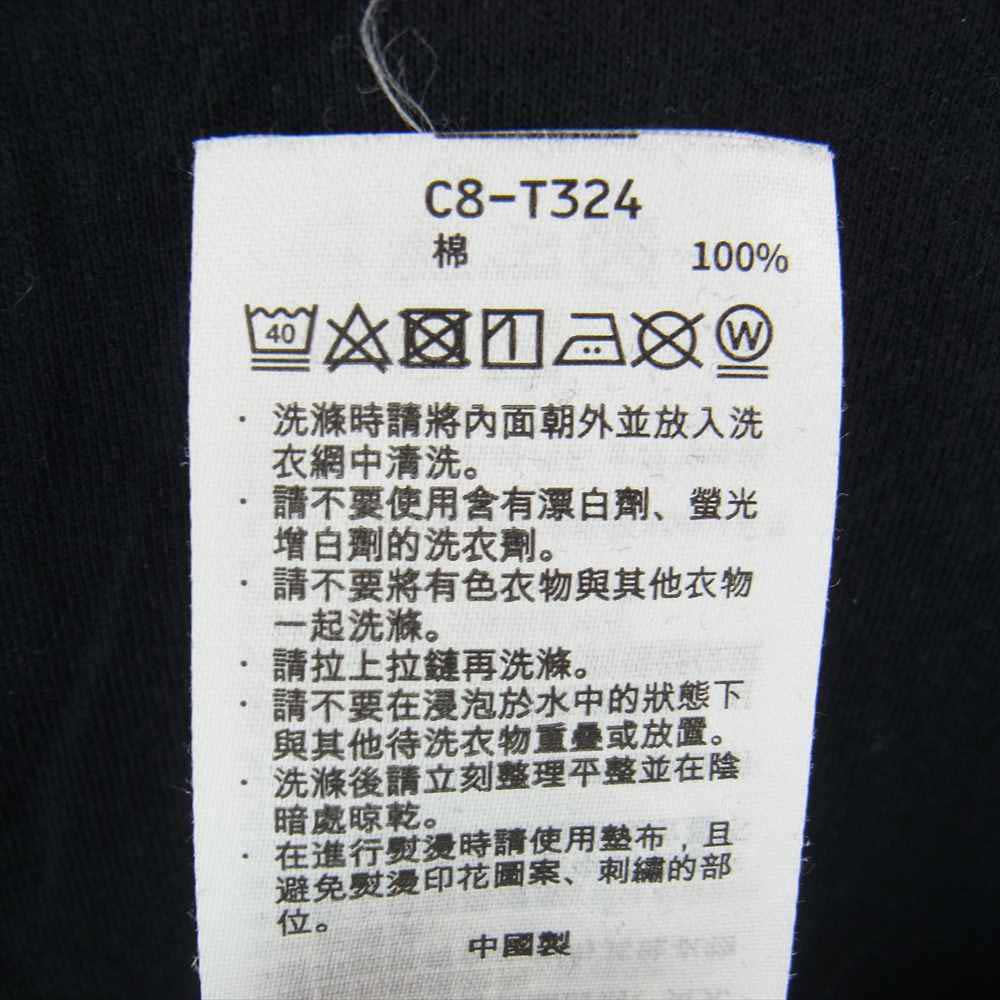 C8-T324
棉 100%
40 W
· 洗滌時請將內面朝外並放入洗
衣網中清洗。
· 請不要使用含有漂白劑、螢光
增白劑的洗衣劑。
· 請不要將有色衣物與其他衣物
一起洗滌。
· 請拉上拉鏈再洗滌。
· 請不要在浸泡於水中的狀態下
與其他待洗衣物重疊或放置。
· 洗滌後請立刻整理平整並在陰
暗處晾乾。
· 在進行熨燙時請使用墊布，且
避免熨燙印花圖案、刺繡的部
位。
中國製